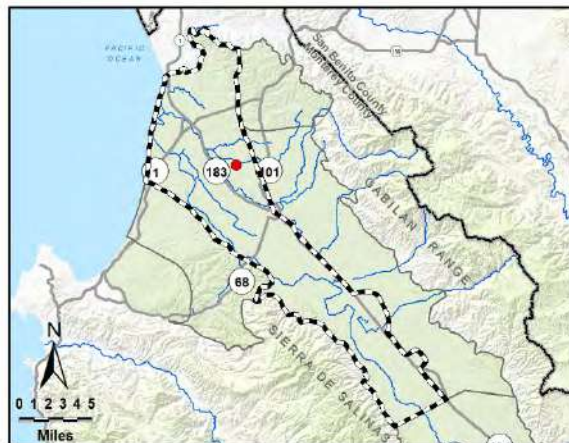 PACIFIC
OCEAN
1
San Benito County
Monterey County
183
101
1
GABILAN RANGE
68
SIERRA DE SALINAS
N
0 1 2 3 4 5
Miles